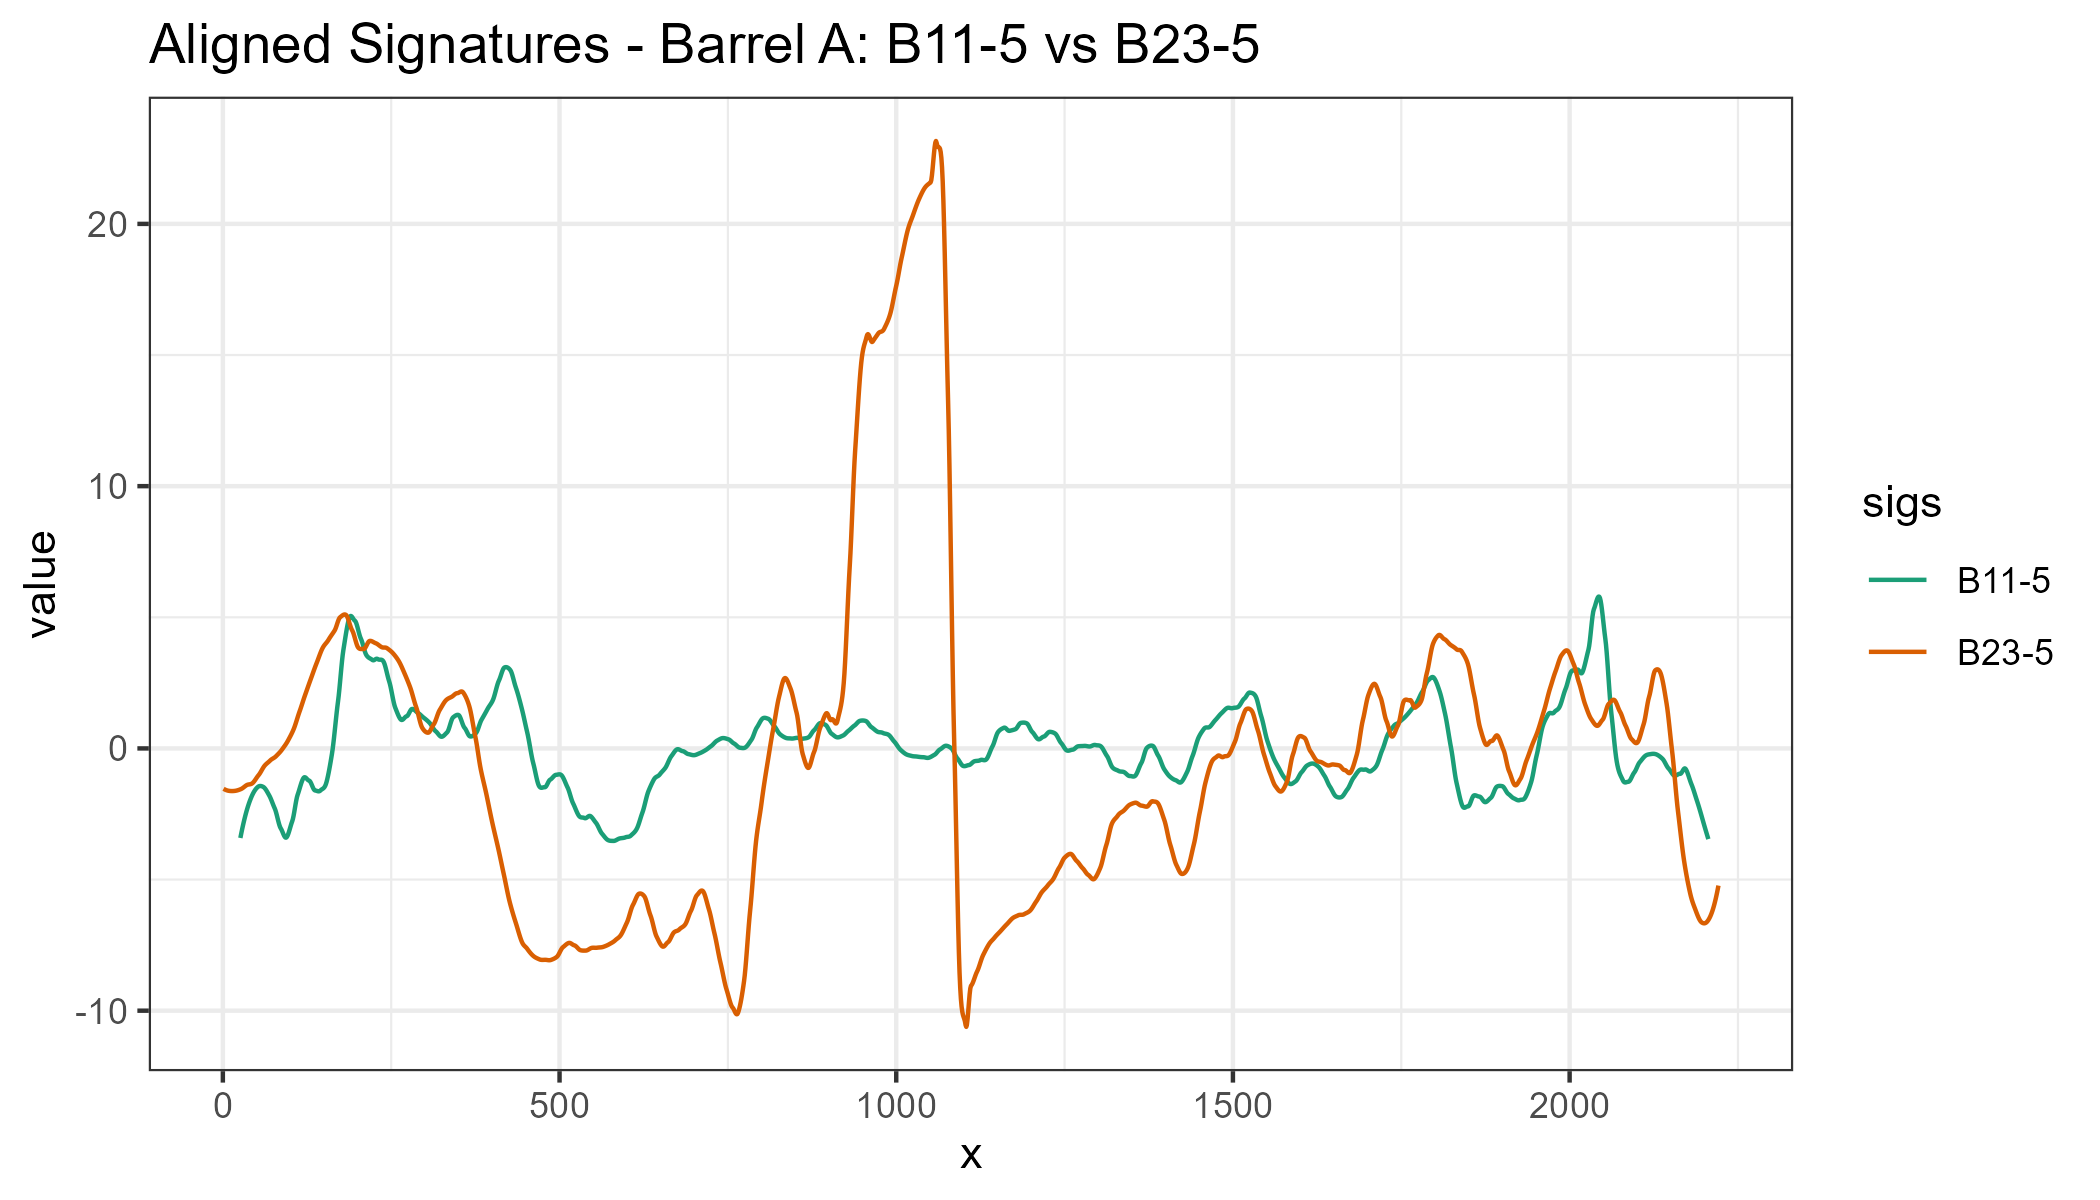 Aligned Signatures - Barrel A: B11-5 vs B23-5
20
10
0
-10
value
0 500 1000 1500 2000
x
sigs
B11-5
B23-5